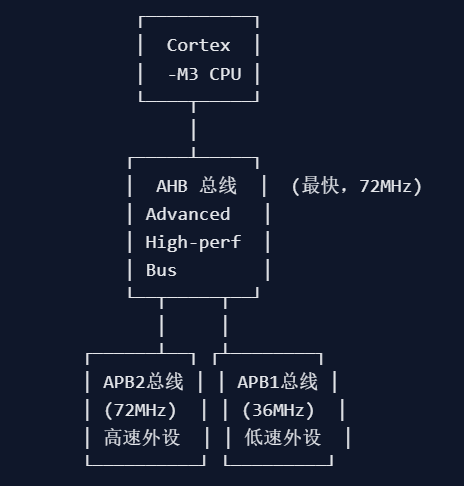 Cortex
-M3 CPU
AHB 总线 (最快, 72MHz)
Advanced
High-perf
Bus
APB2总线 APB1总线
(72MHz) (36MHz)
高速外设 低速外设